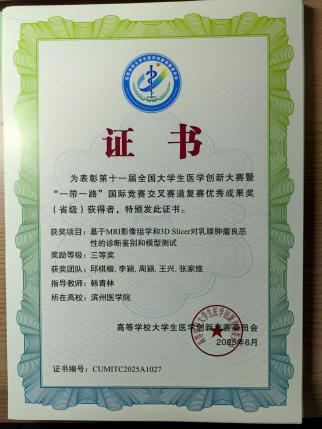 证书
为表彰第十一届全国大学生医学创新大赛暨
“一带一路”国际竞赛交叉赛道复赛优秀成果奖
（省级）获得者，特颁发此证书。
获奖项目：基于MRI影像组学和3D Slicer对乳腺肿瘤良恶
性的诊断鉴别和模型测试
奖励等级：三等奖
获奖团队：邱棋榴，李颖，周颖，王兴，张家维
指导教师：韩青林
所在高校：滨州医学院
高等学校大学生医学创新竞赛委员会
2025年6月
证书编号：CUMITC2025A1027